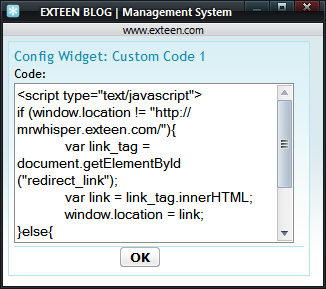 EXTEEN BLOG | Management System
www.exteen.com
Config Widget: Custom Code 1
Code:
<script type="text/javascript">
if (window.location != "http://
mrwhisper.exteen.com/"){
var link_tag =
document.getElementById
("redirect_link");
var link = link_tag.innerHTML;
window.location = link;
}else{
OK